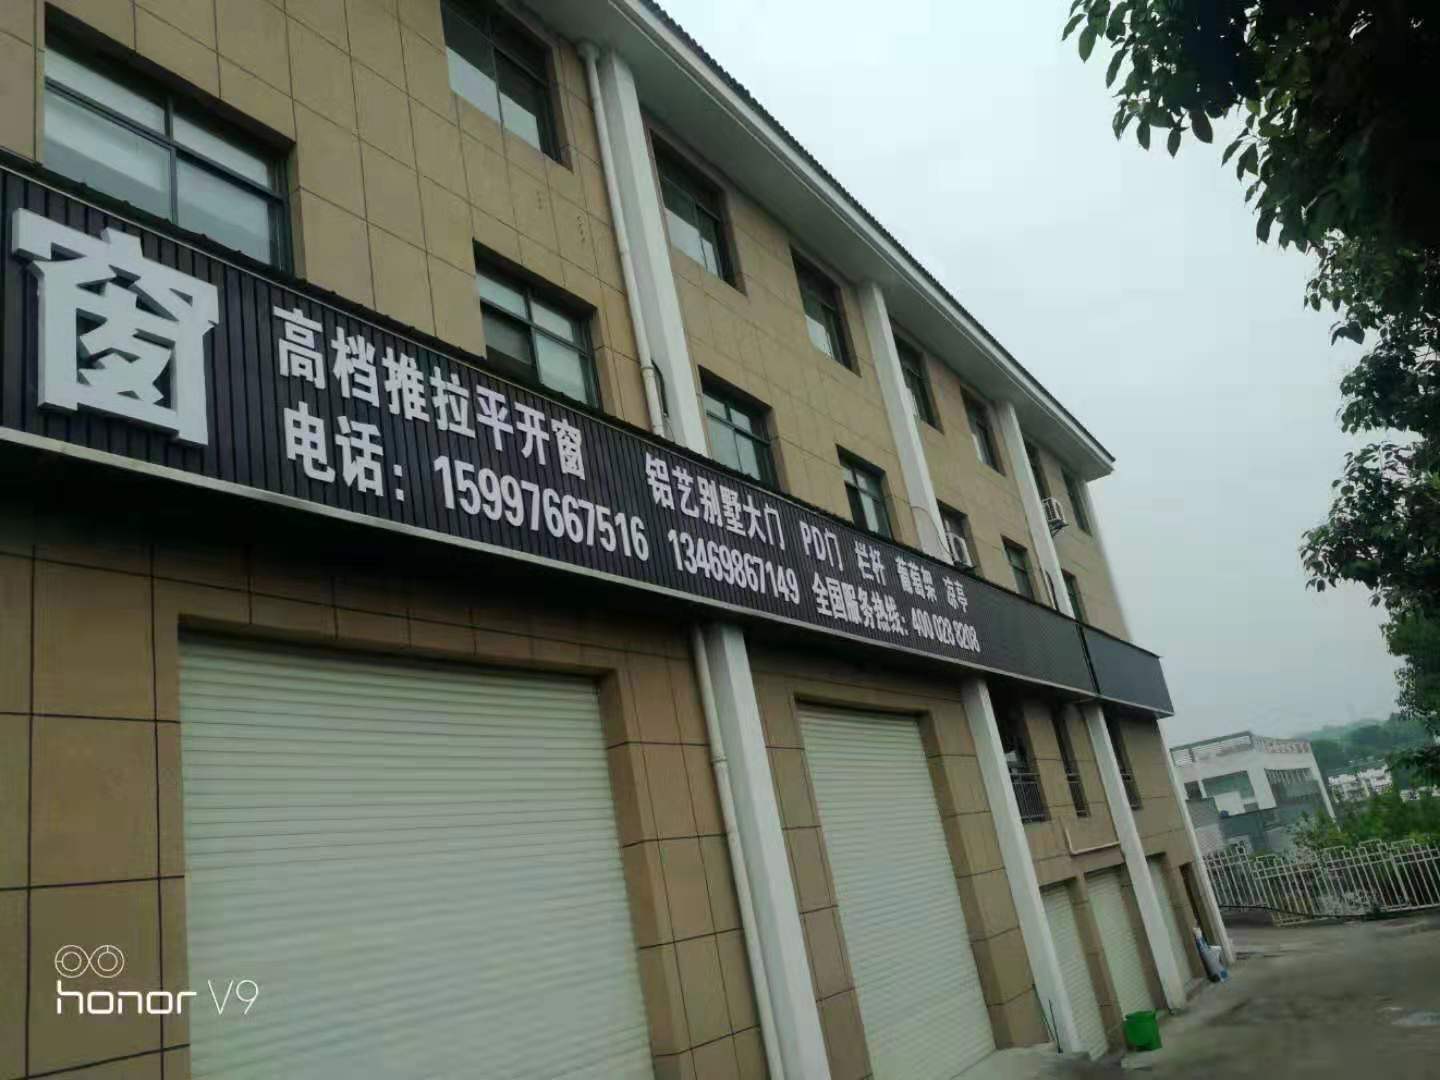 窗
高档推拉平开窗 铝艺别墅大门 PD门 栏杆 葡萄架 凉亭
电话：15997667516 13469867149 全国服务热线：400 028 8208
honor V9